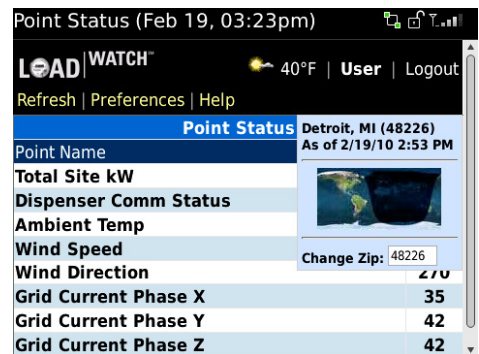 Point Status (Feb 19, 03:23pm)
LOAD WATCH™ 40°F | User | Logout
Refresh | Preferences | Help
Point Status
Point Name
Total Site kW
Dispenser Comm Status
Ambient Temp
Wind Speed
Wind Direction 270
Grid Current Phase X 35
Grid Current Phase Y 42
Grid Current Phase Z 42
Detroit, MI (48226)
As of 2/19/10 2:53 PM
Change Zip: 48226